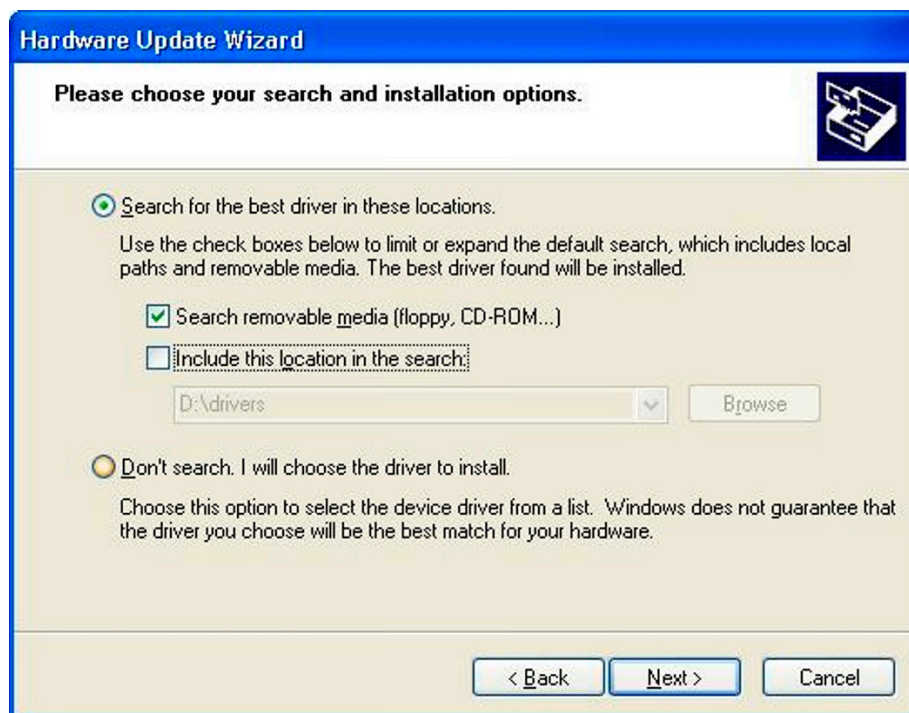 Hardware Update Wizard
Please choose your search and installation options.
Search for the best driver in these locations.
Use the check boxes below to limit or expand the default search, which includes local
paths and removable media. The best driver found will be installed.
Search removable media (floppy, CD-ROM...)
Include this location in the search:
D:\drivers
Browse
Don't search. I will choose the driver to install.
Choose this option to select the device driver from a list.  Windows does not guarantee that
the driver you choose will be the best match for your hardware.
< Back Next > Cancel